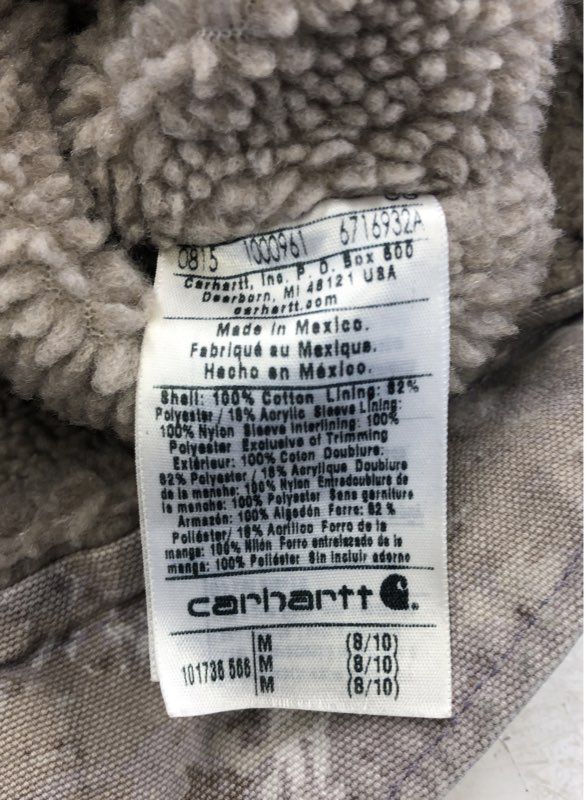 0815 1000961 6716932A
Carhartt, Inc. P. O. Box 600
Dearborn, MI 48121 USA
carhartt.com
Made in Mexico.
Fabriqué au Mexique.
Hecho en México.
Shell: 100% Cotton Lining: 82%
Polyester / 18% Acrylic Sleeve Lining:
100% Nylon Sleeve Interlining: 100%
Polyester Exclusive of Trimming
Extérieur: 100% Coton Doublure:
82% Polyester / 18% Acrylique Doublure
de la manche: 100% Nylon Entredoublure de
la manche: 100% Polyester Sans garniture
Armazón: 100% Algodón Forro: 82 %
Poliéster/ 18% Acrílico Forro de la
manga: 100% Nilón Forro entrelazado de la
manga: 100% Poliéster Sin incluir adorno
carhartt
M (8/10)
101736 M (8/10)
M (8/10)